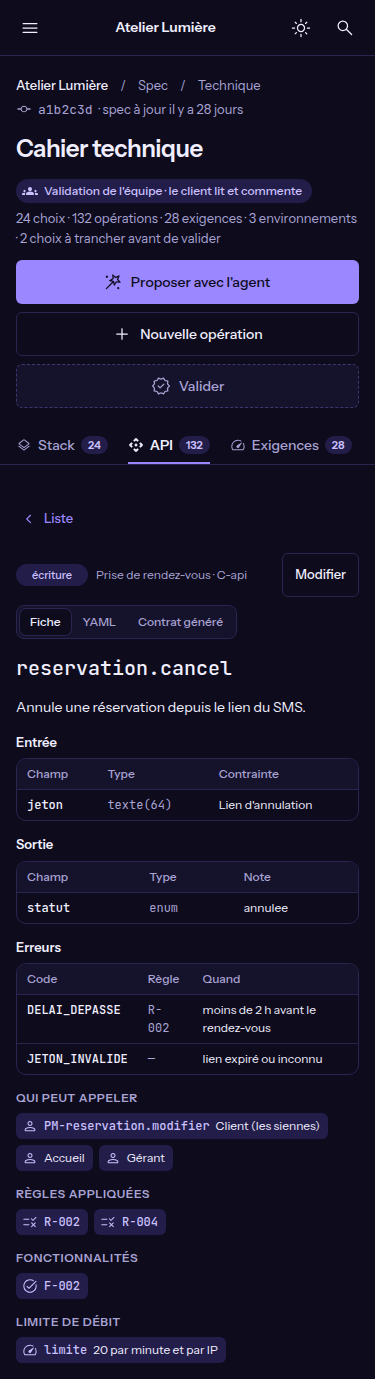 Atelier Lumière
Atelier Lumière / Spec / Technique
a1b2c3d · spec à jour il y a 28 jours
Cahier technique
Validation de l'équipe · le client lit et commente
24 choix · 132 opérations · 28 exigences · 3 environnements
· 2 choix à trancher avant de valider
Proposer avec l'agent
Nouvelle opération
Valider
Stack 24 API 132 Exigences 28
Liste
écriture Prise de rendez-vous · C-api Modifier
Fiche YAML Contrat généré
reservation.cancel
Annule une réservation depuis le lien du SMS.
Entrée
Champ Type Contrainte
jeton texte(64) Lien d'annulation
Sortie
Champ Type Note
statut enum annulee
Erreurs
Code Règle Quand
DELAI_DEPASSE R-002 moins de 2 h avant le
rendez-vous
JETON_INVALIDE — lien expiré ou inconnu
QUI PEUT APPELER
PM-reservation.modifier Client (les siennes)
Accueil Gérant
RÈGLES APPLIQUÉES
R-002 R-004
FONCTIONNALITÉS
F-002
LIMITE DE DÉBIT
limite 20 par minute et par IP